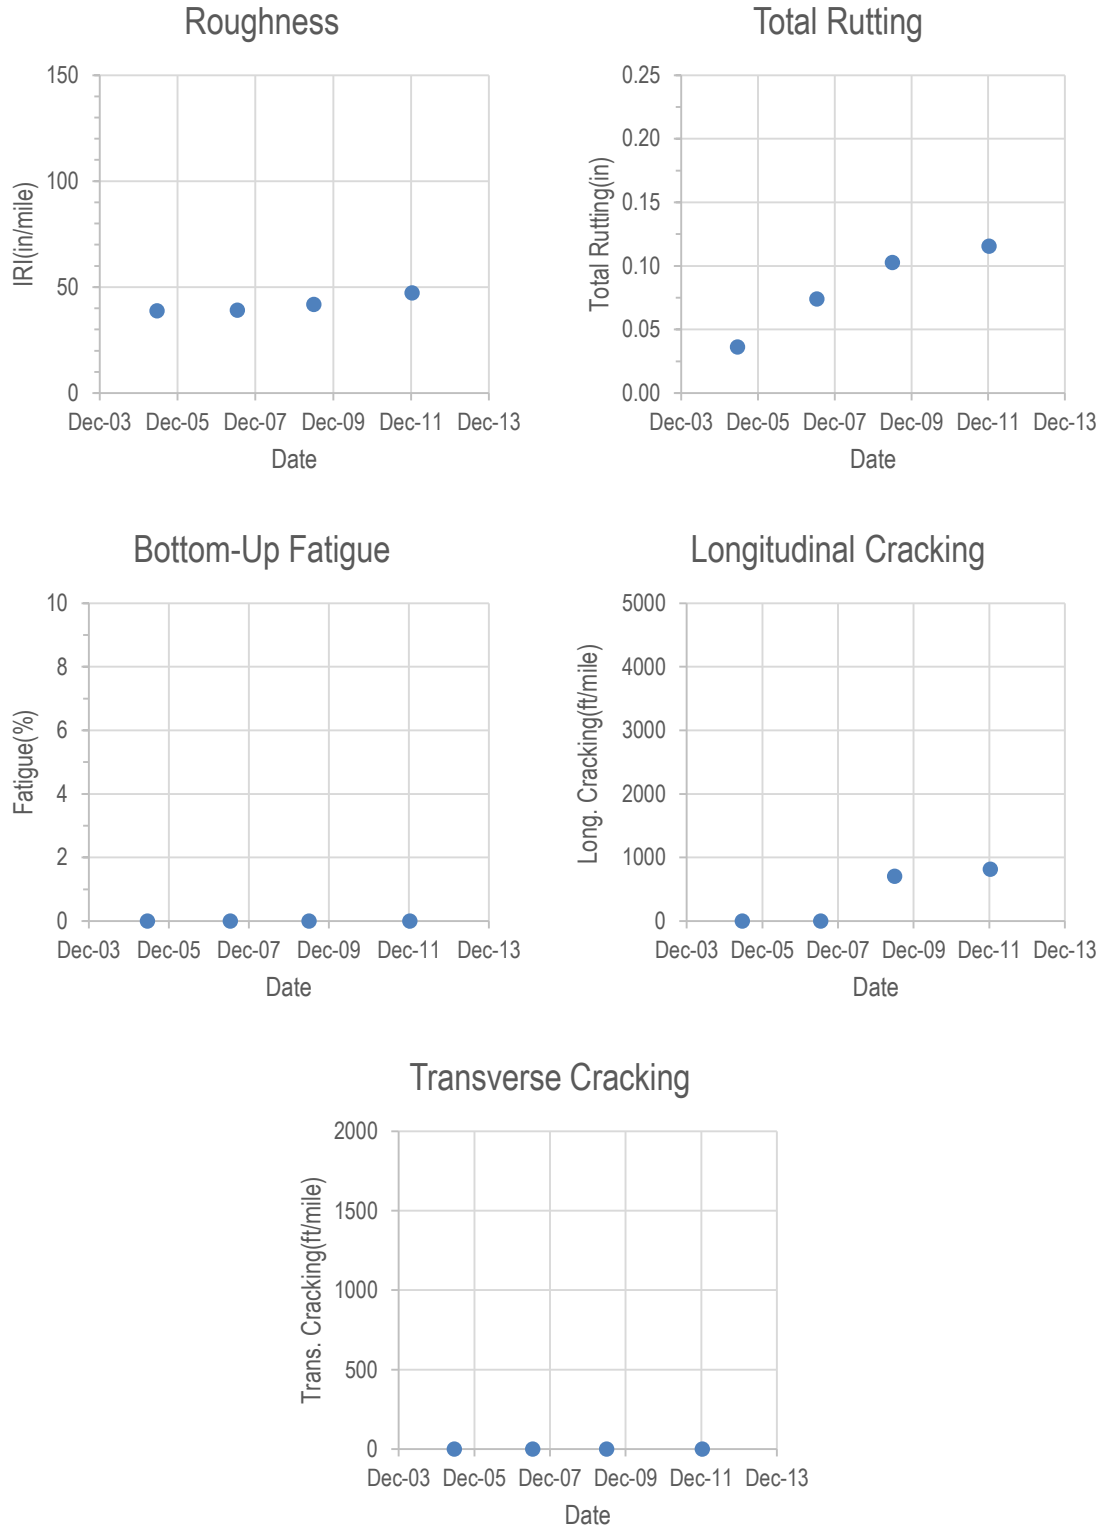 Roughness
150
100
50
0
IRI(in/mile)
Dec-03 Dec-05 Dec-07 Dec-09 Dec-11 Dec-13
Date
Total Rutting
0.25
0.20
0.15
0.10
0.05
0.00
Total Rutting(in)
Dec-03 Dec-05 Dec-07 Dec-09 Dec-11 Dec-13
Date
Bottom-Up Fatigue
10
8
6
4
2
0
Fatigue(%)
Dec-03 Dec-05 Dec-07 Dec-09 Dec-11 Dec-13
Date
Longitudinal Cracking
5000
4000
3000
2000
1000
0
Long. Cracking(ft/mile)
Dec-03 Dec-05 Dec-07 Dec-09 Dec-11 Dec-13
Date
Transverse Cracking
2000
1500
1000
500
0
Trans. Cracking(ft/mile)
Dec-03 Dec-05 Dec-07 Dec-09 Dec-11 Dec-13
Date